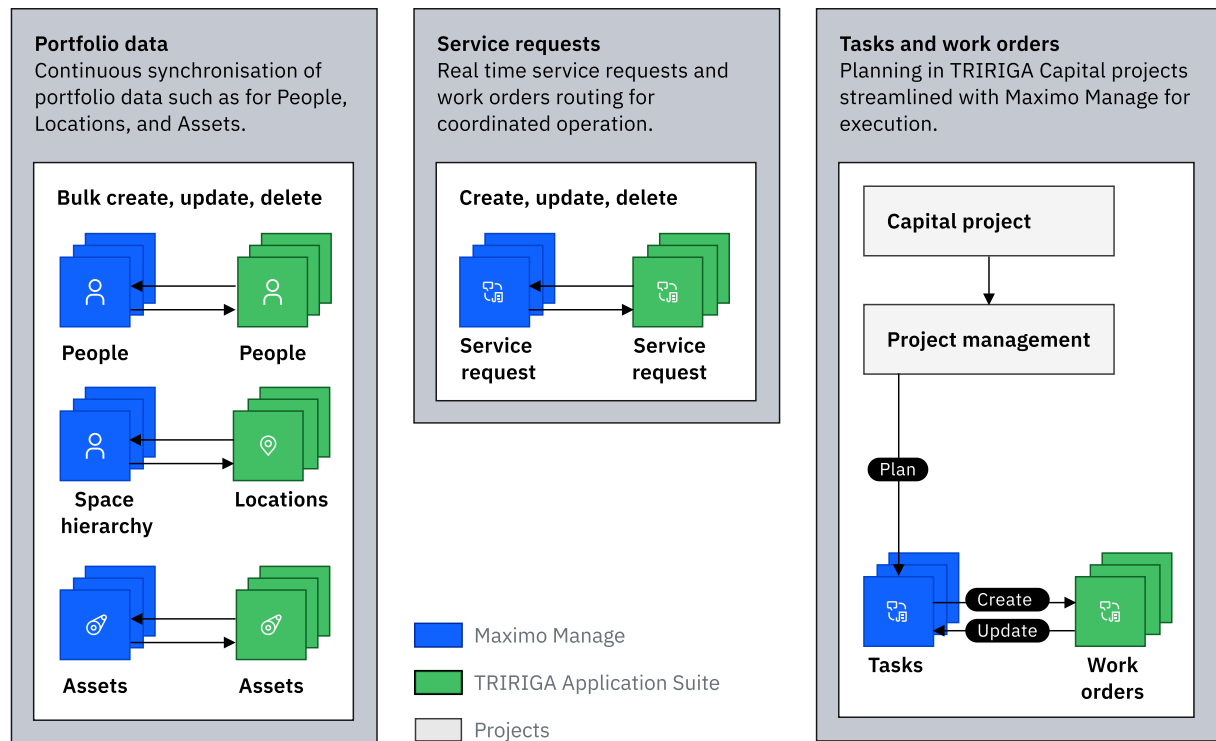 Portfolio data
Continuous synchronisation of
portfolio data such as for People,
Locations, and Assets.
Bulk create, update, delete
People
People
Space
hierarchy
Locations
Assets
Assets
Service requests
Real time service requests and
work orders routing for
coordinated operation.
Create, update, delete
Service
request
Service
request
Maximo Manage
TRIRIGA Application Suite
Projects
Tasks and work orders
Planning in TRIRIGA Capital projects
streamlined with Maximo Manage for
execution.
Capital project
Project management
Plan
Create
Update
Tasks
Work
orders